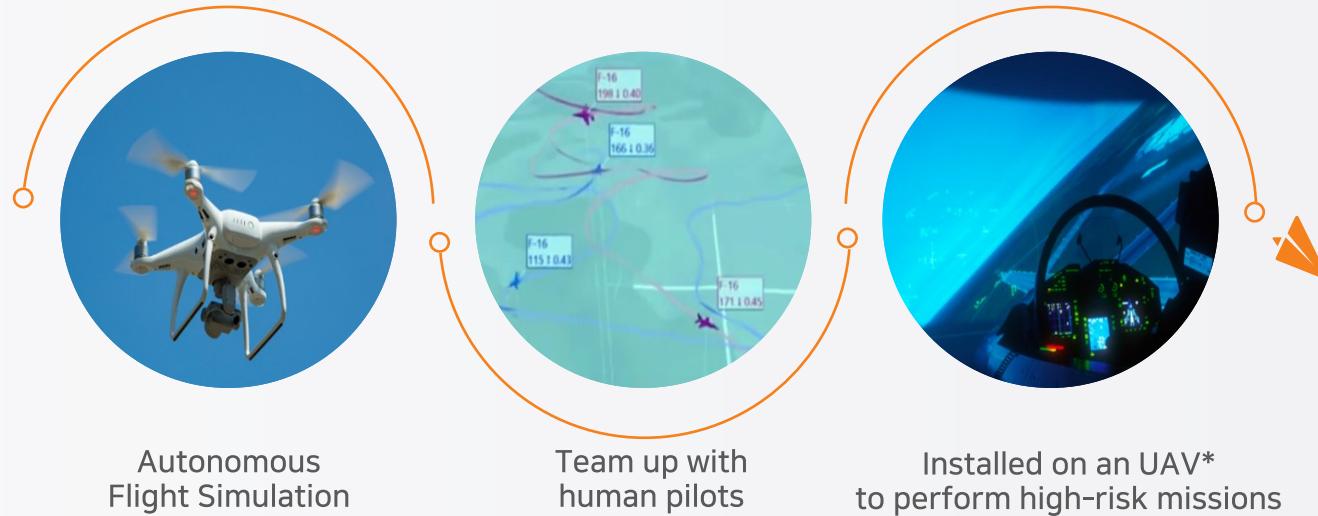 F-16
198 ↓ 0.40
F-16
166 ↓ 0.36
F-16
115 ↑ 0.43
F-16
171 ↓ 0.45
Autonomous
Flight Simulation
Team up with
human pilots
Installed on an UAV*
to perform high-risk missions